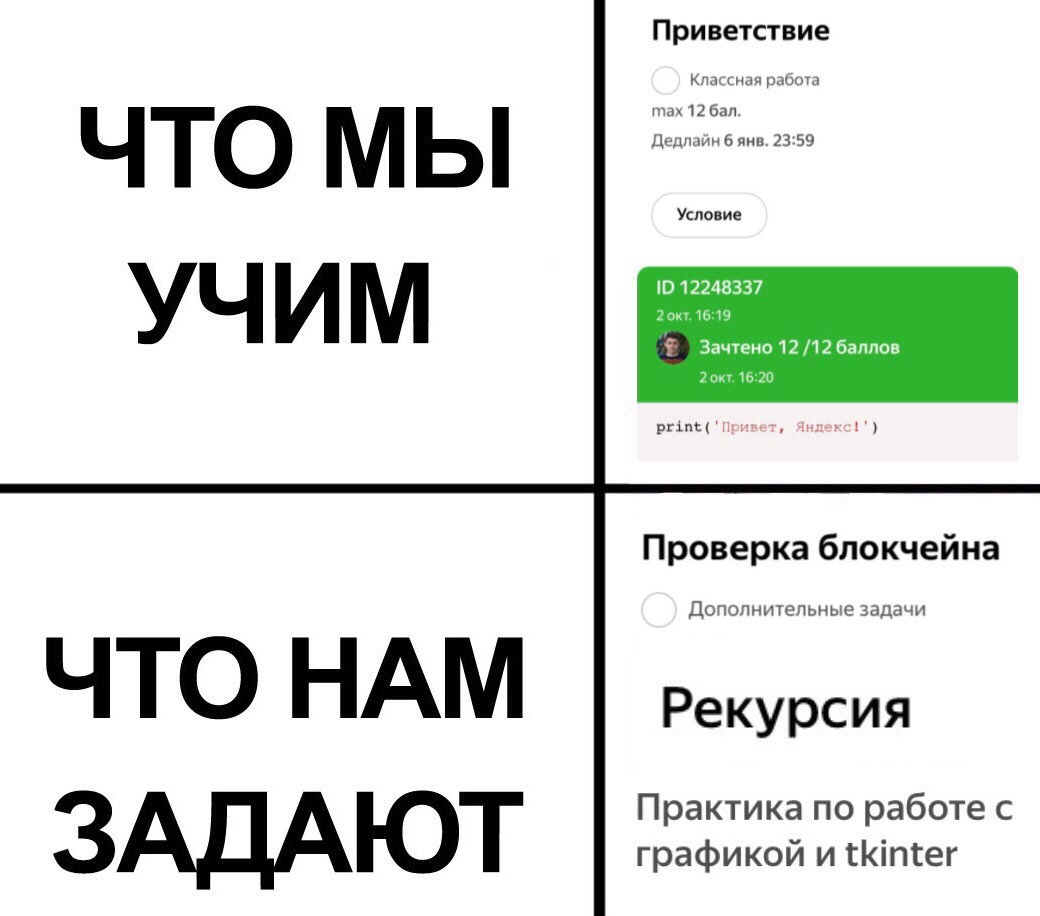 ЧТО МЫ
УЧИМ
Приветствие
Классная работа
max 12 бал.
Дедлайн 6 янв. 23:59
Условие
ID 12248337
2 окт. 16:19
Зачтено 12 /12 баллов
2 окт. 16:20
print('Привет, Яндекс!')
ЧТО НАМ
ЗАДАЮТ
Проверка блокчейна
Дополнительные задачи
Рекурсия
Практика по работе с
графикой и tkinter